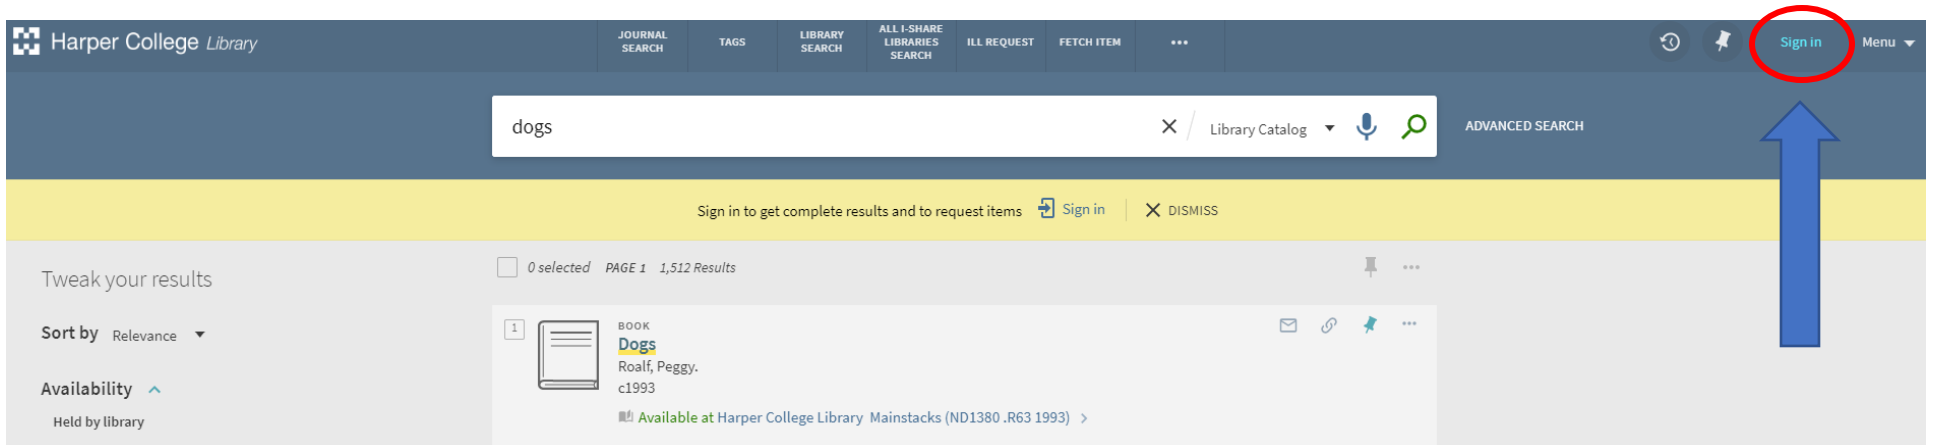 Harper College Library
JOURNAL
SEARCH
TAGS
LIBRARY
SEARCH
ALL I-SHARE
LIBRARIES
SEARCH
ILL REQUEST
FETCH ITEM
Sign in
Menu
dogs
Library Catalog
ADVANCED SEARCH
Sign in to get complete results and to request items Sign in DISMISS
Tweak your results
Sort by Relevance
Availability
Held by library
0 selected PAGE 1 1,512 Results
1
BOOK
Dogs
Roalf, Peggy.
c1993
Available at Harper College Library Mainstacks (ND1380 .R63 1993) >